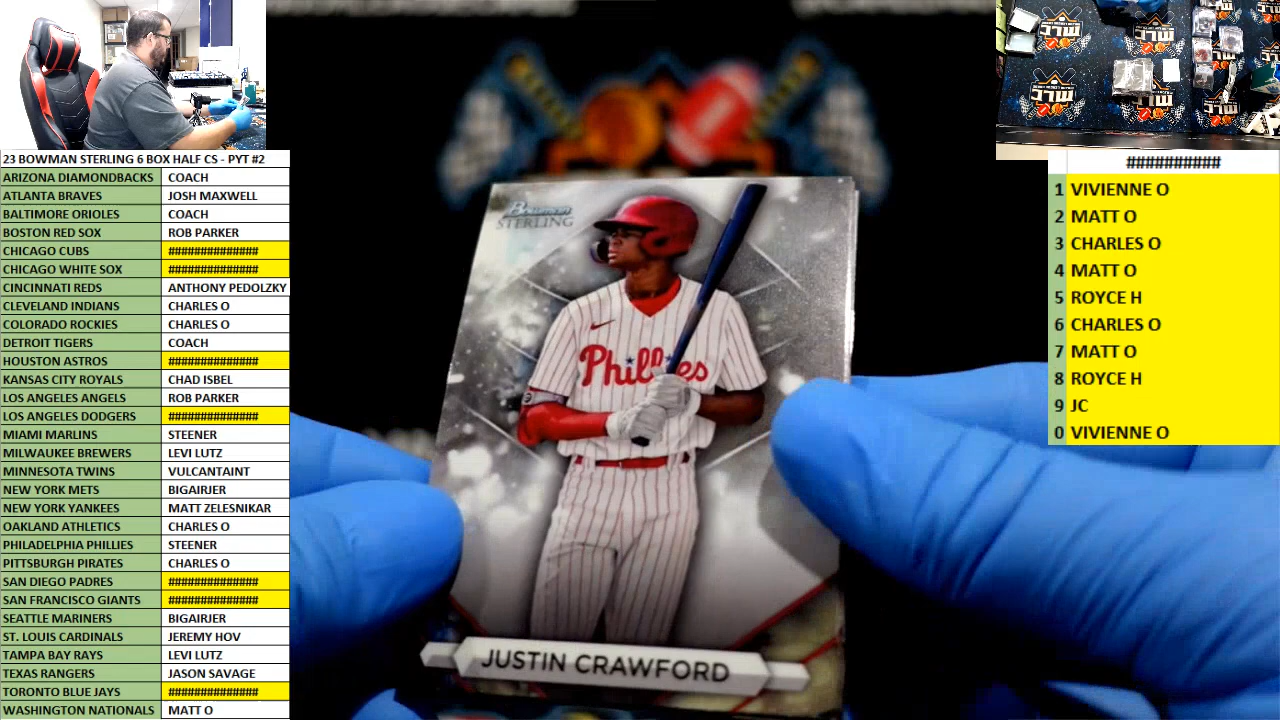 23 BOWMAN STERLING 6 BOX HALF CS - PYT #2
ARIZONA DIAMONDBACKS COACH
ATLANTA BRAVES JOSH MAXWELL
BALTIMORE ORIOLES COACH
BOSTON RED SOX ROB PARKER
CHICAGO CUBS ##############
CHICAGO WHITE SOX ##############
CINCINNATI REDS ANTHONY PEDOLZKY
CLEVELAND INDIANS CHARLES O
COLORADO ROCKIES CHARLES O
DETROIT TIGERS COACH
HOUSTON ASTROS ##############
KANSAS CITY ROYALS CHAD ISBEL
LOS ANGELES ANGELS ROB PARKER
LOS ANGELES DODGERS ##############
MIAMI MARLINS STEENER
MILWAUKEE BREWERS LEVI LUTZ
MINNESOTA TWINS VULCANTAINT
NEW YORK METS BIGAIRJER
NEW YORK YANKEES MATT ZELESNIKAR
OAKLAND ATHLETICS CHARLES O
PHILADELPHIA PHILLIES STEENER
PITTSBURGH PIRATES CHARLES O
SAN DIEGO PADRES ##############
SAN FRANCISCO GIANTS ##############
SEATTLE MARINERS BIGAIRJER
ST. LOUIS CARDINALS JEREMY HOV
TAMPA BAY RAYS LEVI LUTZ
TEXAS RANGERS JASON SAVAGE
TORONTO BLUE JAYS ##############
WASHINGTON NATIONALS MATT O
Bowman
STERLING
Phillies
JUSTIN CRAWFORD
##########
1 VIVIENNE O
2 MATT O
3 CHARLES O
4 MATT O
5 ROYCE H
6 CHARLES O
7 MATT O
8 ROYCE H
9 JC
0 VIVIENNE O